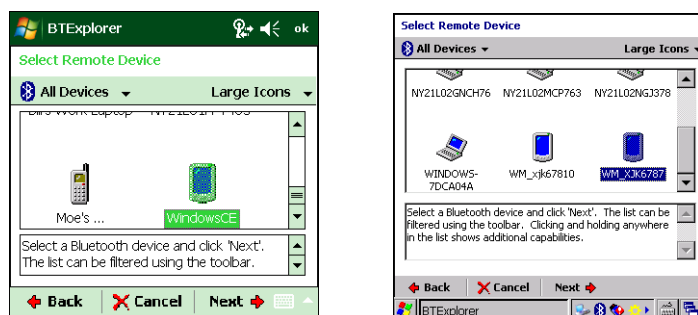 BTExplorer
ok
Select Remote Device
All Devices
Large Icons
Moe's ...
WindowsCE
Select a Bluetooth device and click 'Next'.
The list can be filtered using the toolbar.
Back
Cancel
Next
Select Remote Device
All Devices
Large Icons
NY21L02GNCH76 NY21L02MCP763 NY21L02NGJ378
WINDOWS-
7DCA04A
WM_xjk67810
WM_XJK6787
Select a Bluetooth device and click 'Next'. The list can be
filtered using the toolbar. Clicking and holding anywhere
in the list shows additional capabilities.
Back
Cancel
Next
BTExplorer